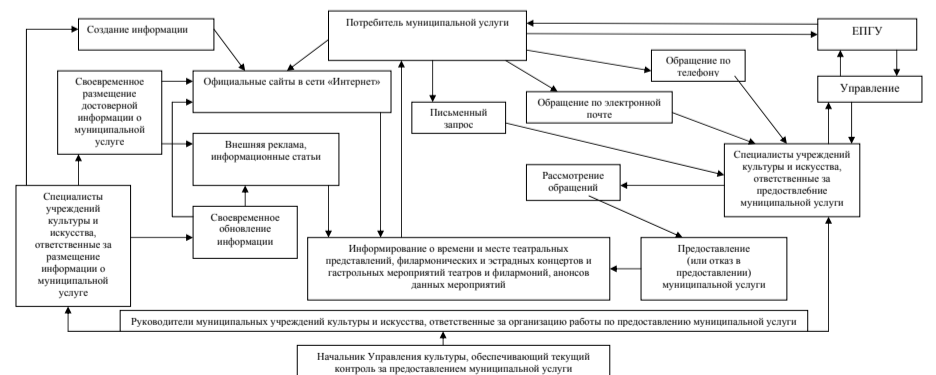 Потребитель муниципальной услуги
Создание информации
ЕПГУ
Обращение по
телефону
Своевременное
размещение
достоверной
информации о
муниципальной
услуге
Официальные сайты в сети «Интернет»
Управление
Обращение по электронной
почте
Письменный
запрос
Внешняя реклама,
информационные статьи
Специалисты учреждений
культуры и искусства,
ответственные за
предоставлебние
муниципальной услуги
Рассмотрение
обращений
Специалисты
учреждений
культуры и
искусства,
ответственные за
размещение
информации о
муниципальной
услуге
Своевременное
обновление
информации
Информирование о времени и месте театральных
представлений, филармонических и эстрадных концертов и
гастрольных мероприятий театров и филармоний, анонсов
данных мероприятий
Предоставление
(или отказ в
предоставлении)
муниципальной
услуги
Руководители муниципальных учреждений культуры и искусства, ответственные за организацию работы по предоставлению муниципальной услуги
Начальник Управления культуры, обеспечивающий текущий
контроль за предоставлением муниципальной услуги